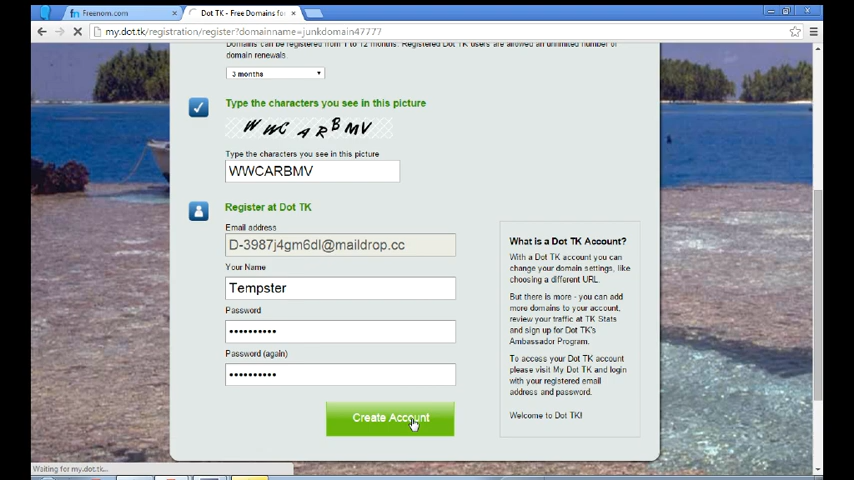 Freenom.com
Dot TK - Free Domains for
my.dot.tk/registration/register?domainname=junkdomain47777
Domains can be registered from 1 to 12 months. Registered Dot TK users are allowed an unlimited number of
domain renewals.
3 months
Type the characters you see in this picture
WWCARBMV
Type the characters you see in this picture
WWCARBMV
Register at Dot TK
Email address
D-3987j4gm6dl@maildrop.cc
Your Name
Tempster
Password
••••••••••
Password (again)
••••••••••
Create Account
What is a Dot TK Account?
With a Dot TK account you can
change your domain settings, like
choosing a different URL.
But there is more - you can add
more domains to your account,
review your traffic at TK Stats
and sign up for Dot TK's
Ambassador Program.
To access your Dot TK account
please visit My Dot TK and login
with your registered email
address and password.
Welcome to Dot TK!
Waiting for my.dot.tk...